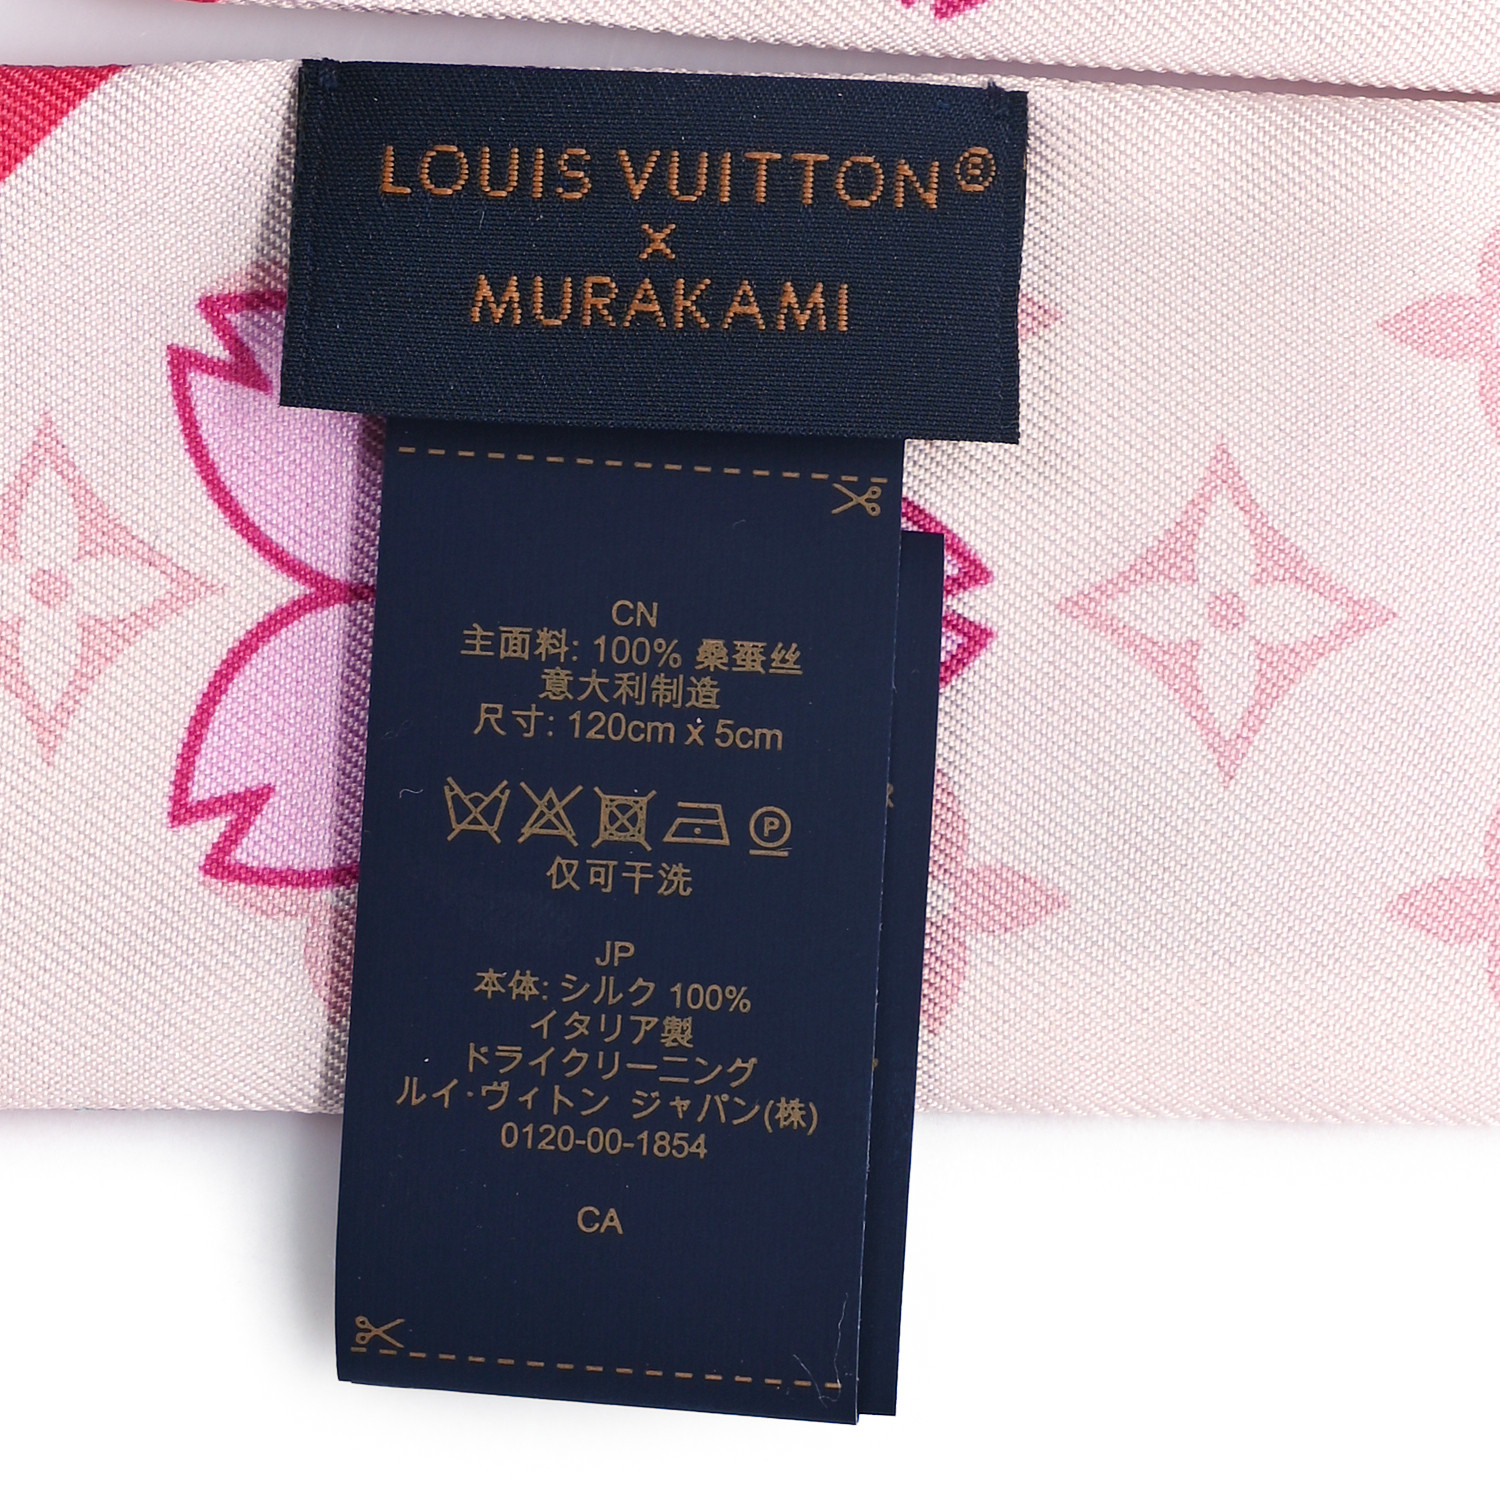 LOUIS VUITTON®
x
MURAKAMI
CN
主面料: 100% 桑蚕丝
意大利制造
尺寸: 120cm x 5cm
P
仅可干洗
JP
本体: シルク 100%
イタリア製
ドライクリーニング
ルイ·ヴィトン ジャパン(株)
0120-00-1854
CA